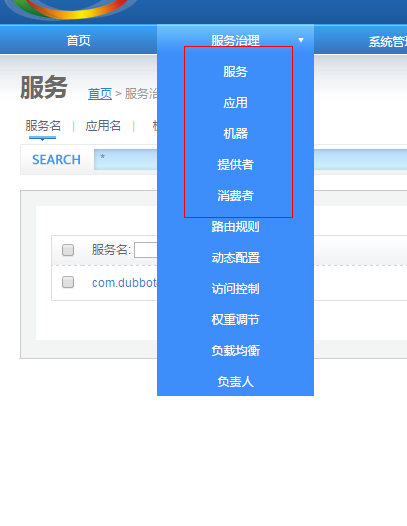 首页 服务治理 系统管
服务 首页 > 服务治
服务 服务名 | 应用名 |
应用
机器
SEARCH *
提供者
消费者
路由规则
服务名:
动态配置
com.dubbot
访问控制
权重调节
负载均衡
负责人